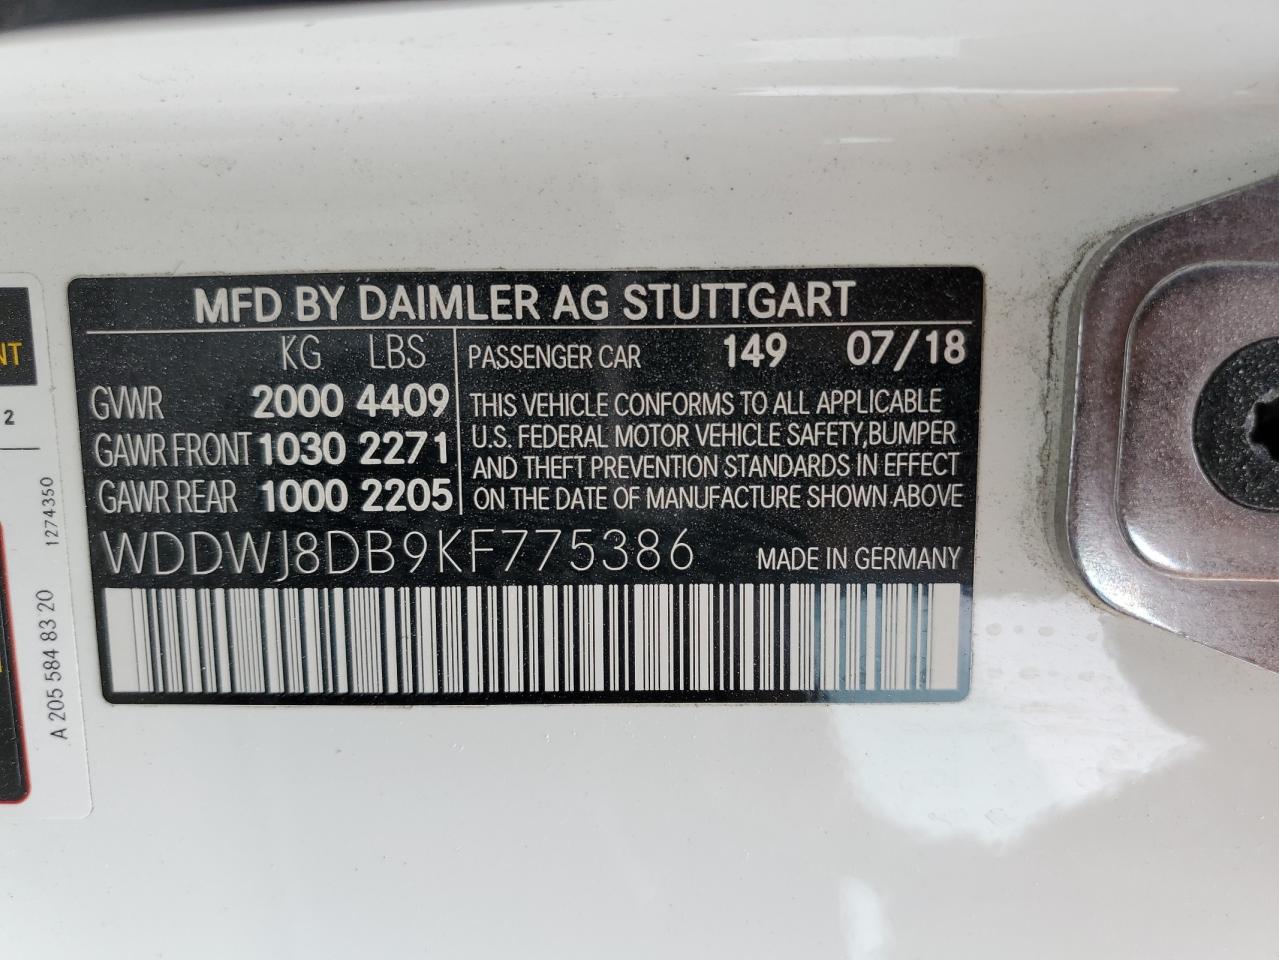 MFD BY DAIMLER AG STUTTGART
KG LBS
GVWR 2000 4409
GAWR FRONT 1030 2271
GAWR REAR 1000 2205
PASSENGER CAR 149 07/18
THIS VEHICLE CONFORMS TO ALL APPLICABLE
U.S. FEDERAL MOTOR VEHICLE SAFETY, BUMPER
AND THEFT PREVENTION STANDARDS IN EFFECT
ON THE DATE OF MANUFACTURE SHOWN ABOVE
WDDWJ8DB9KF775386 MADE IN GERMANY
NT
2
A 205 584 83 20 1274350